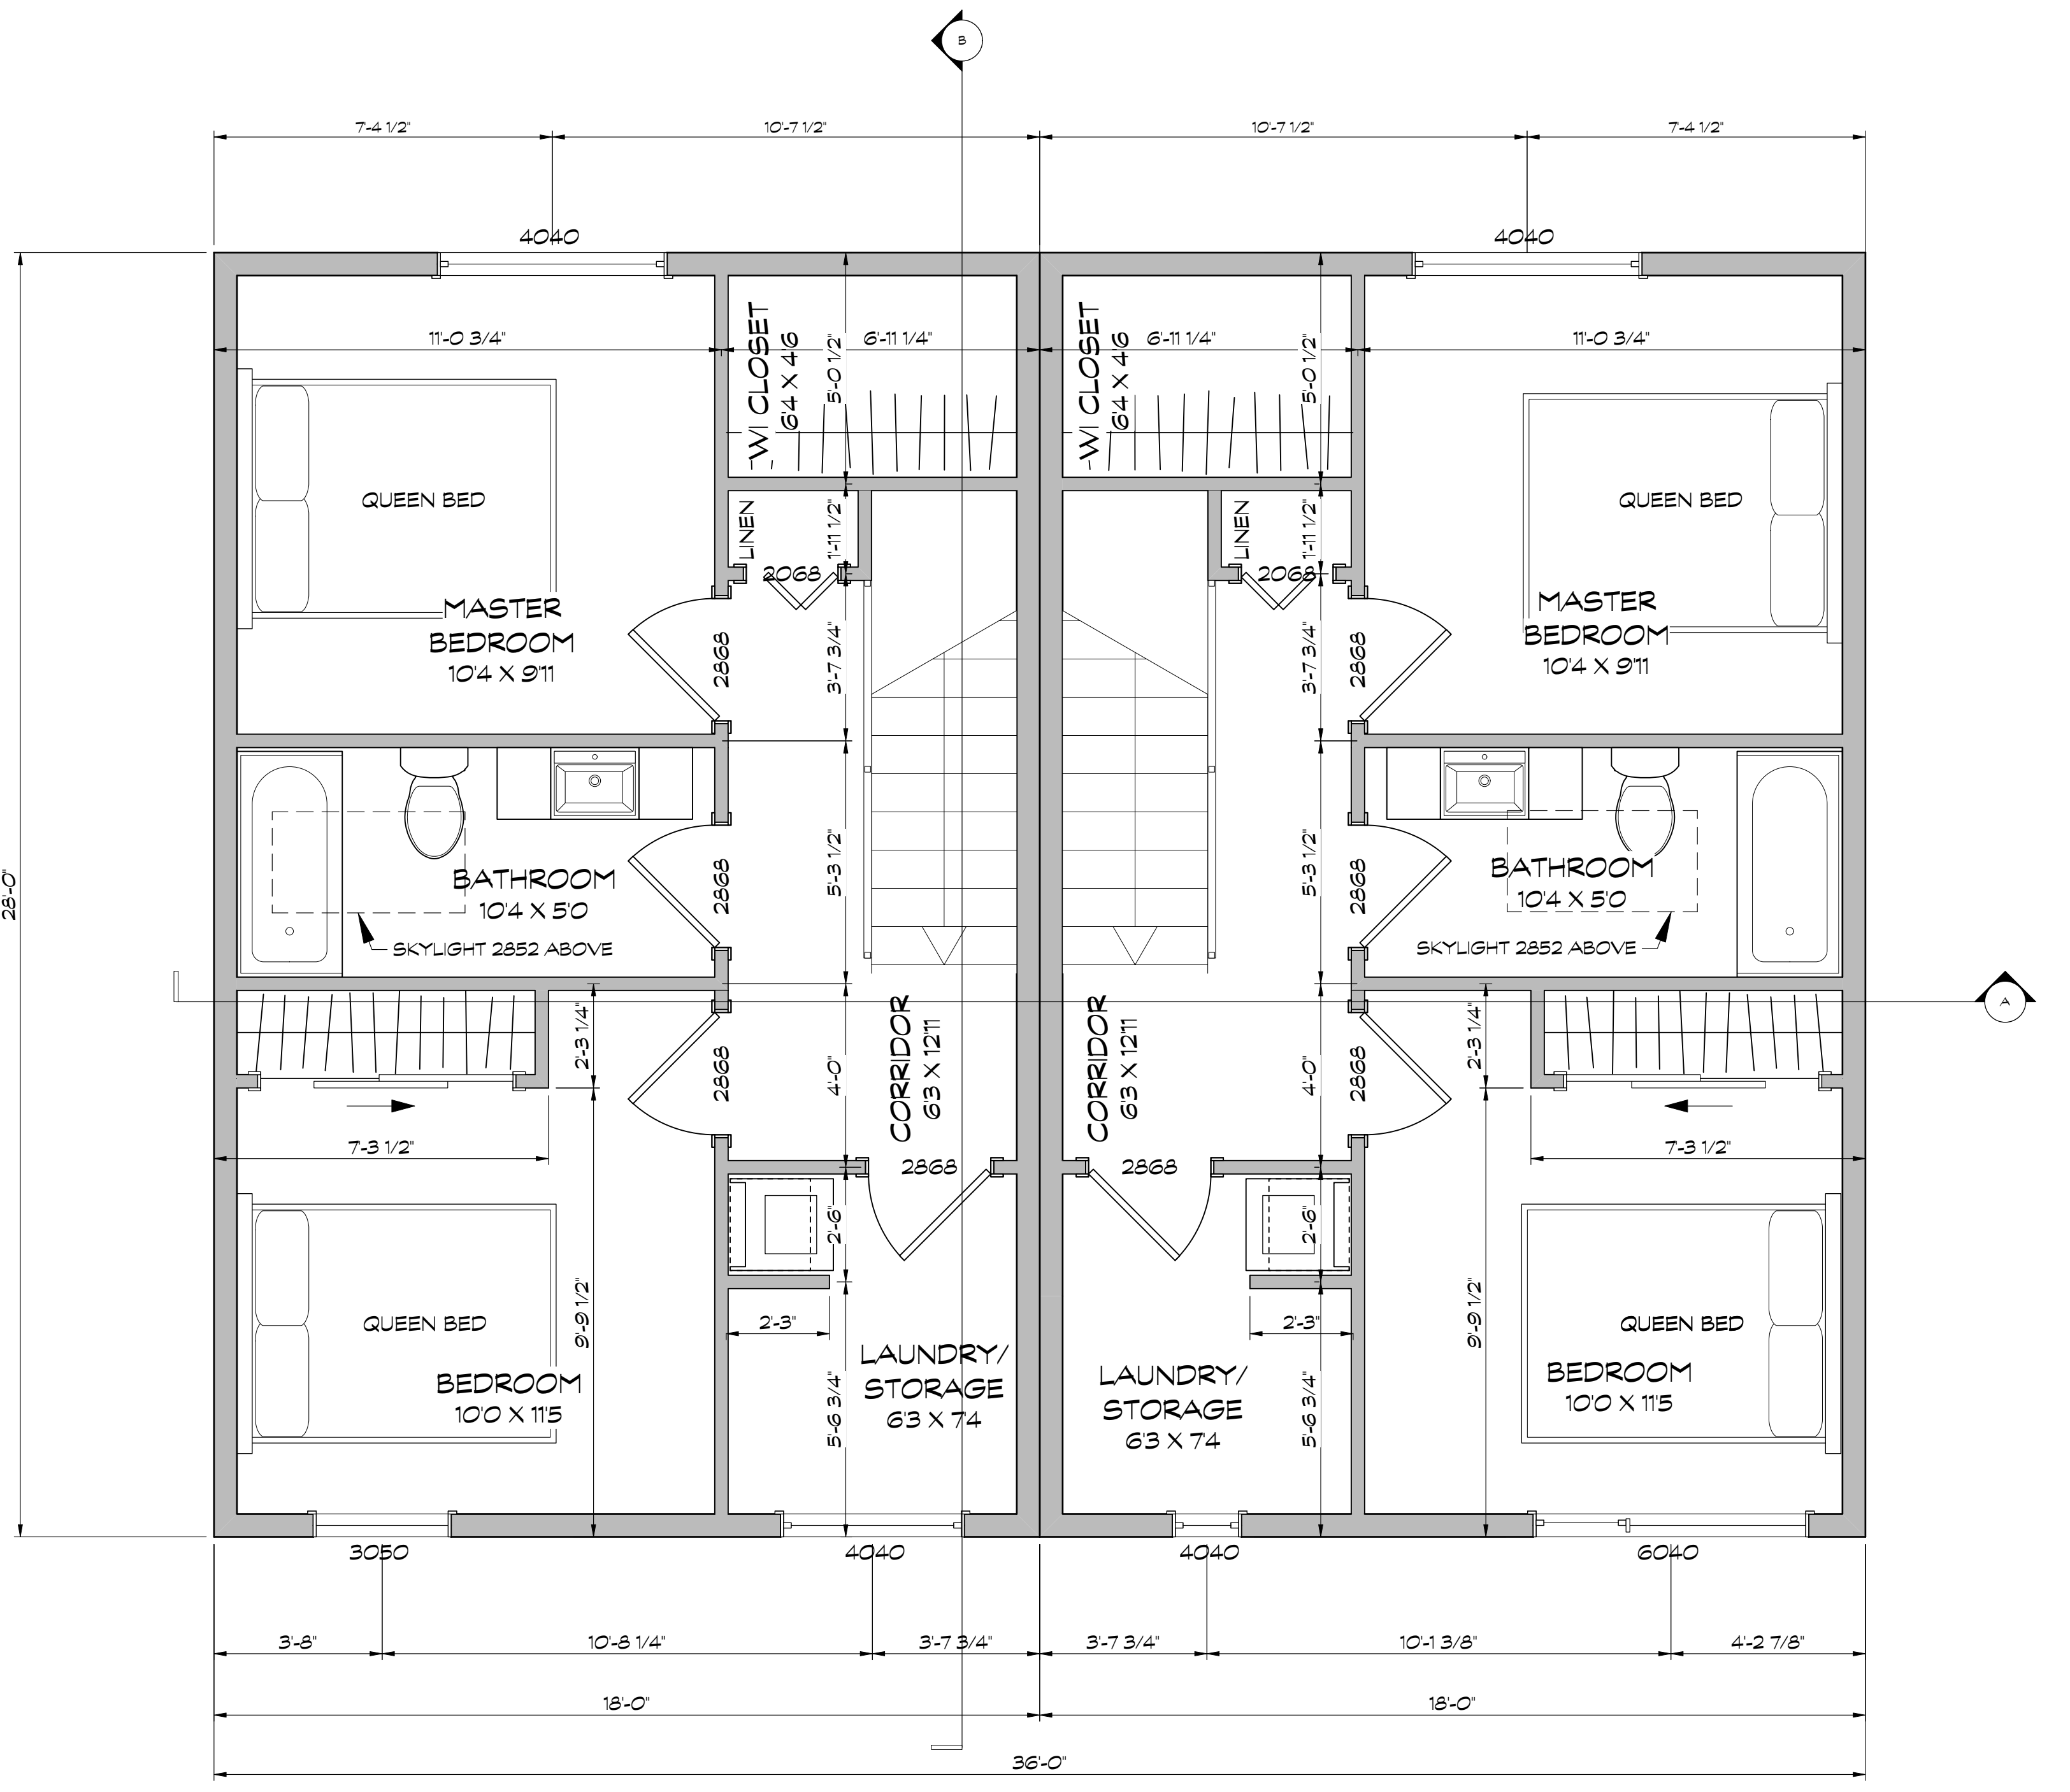 B
7'-4 1/2" 10'-7 1/2" 10'-7 1/2" 7'-4 1/2"
4040 4040
28'-0"
11'-0 3/4" 6'-11 1/4" 6'-11 1/4" 11'-0 3/4"
WI CLOSET
6'4 X 4'6
5'-0 1/2"
WI CLOSET
6'4 X 4'6
5'-0 1/2"
QUEEN BED
QUEEN BED
LINEN
1'-11 1/2"
LINEN
1'-11 1/2"
2068
2068
MASTER
BEDROOM
10'4 X 9'11
2868
3'-7 3/4"
3'-7 3/4"
2868
MASTER
BEDROOM
10'4 X 9'11
BATHROOM
10'4 X 5'0
SKYLIGHT 2852 ABOVE
2868
5'-3 1/2"
5'-3 1/2"
2868
BATHROOM
10'4 X 5'0
SKYLIGHT 2852 ABOVE
A
2'-3 1/4"
2868
4'-0"
CORRIDOR
6'3 X 12'11
CORRIDOR
6'3 X 12'11
4'-0"
2868
2'-3 1/4"
7'-3 1/2"
2868
2868
7'-3 1/2"
2'-6"
2'-6"
QUEEN BED
9'-9 1/2"
2'-3"
2'-3"
9'-9 1/2"
QUEEN BED
BEDROOM
10'0 X 11'5
5'-6 3/4"
LAUNDRY/
STORAGE
6'3 X 7'4
LAUNDRY/
STORAGE
6'3 X 7'4
5'-6 3/4"
BEDROOM
10'0 X 11'5
3050 4040 4040 6040
3'-8" 10'-8 1/4" 3'-7 3/4" 3'-7 3/4" 10'-1 3/8" 4'-2 7/8"
18'-0" 18'-0"
36'-0"